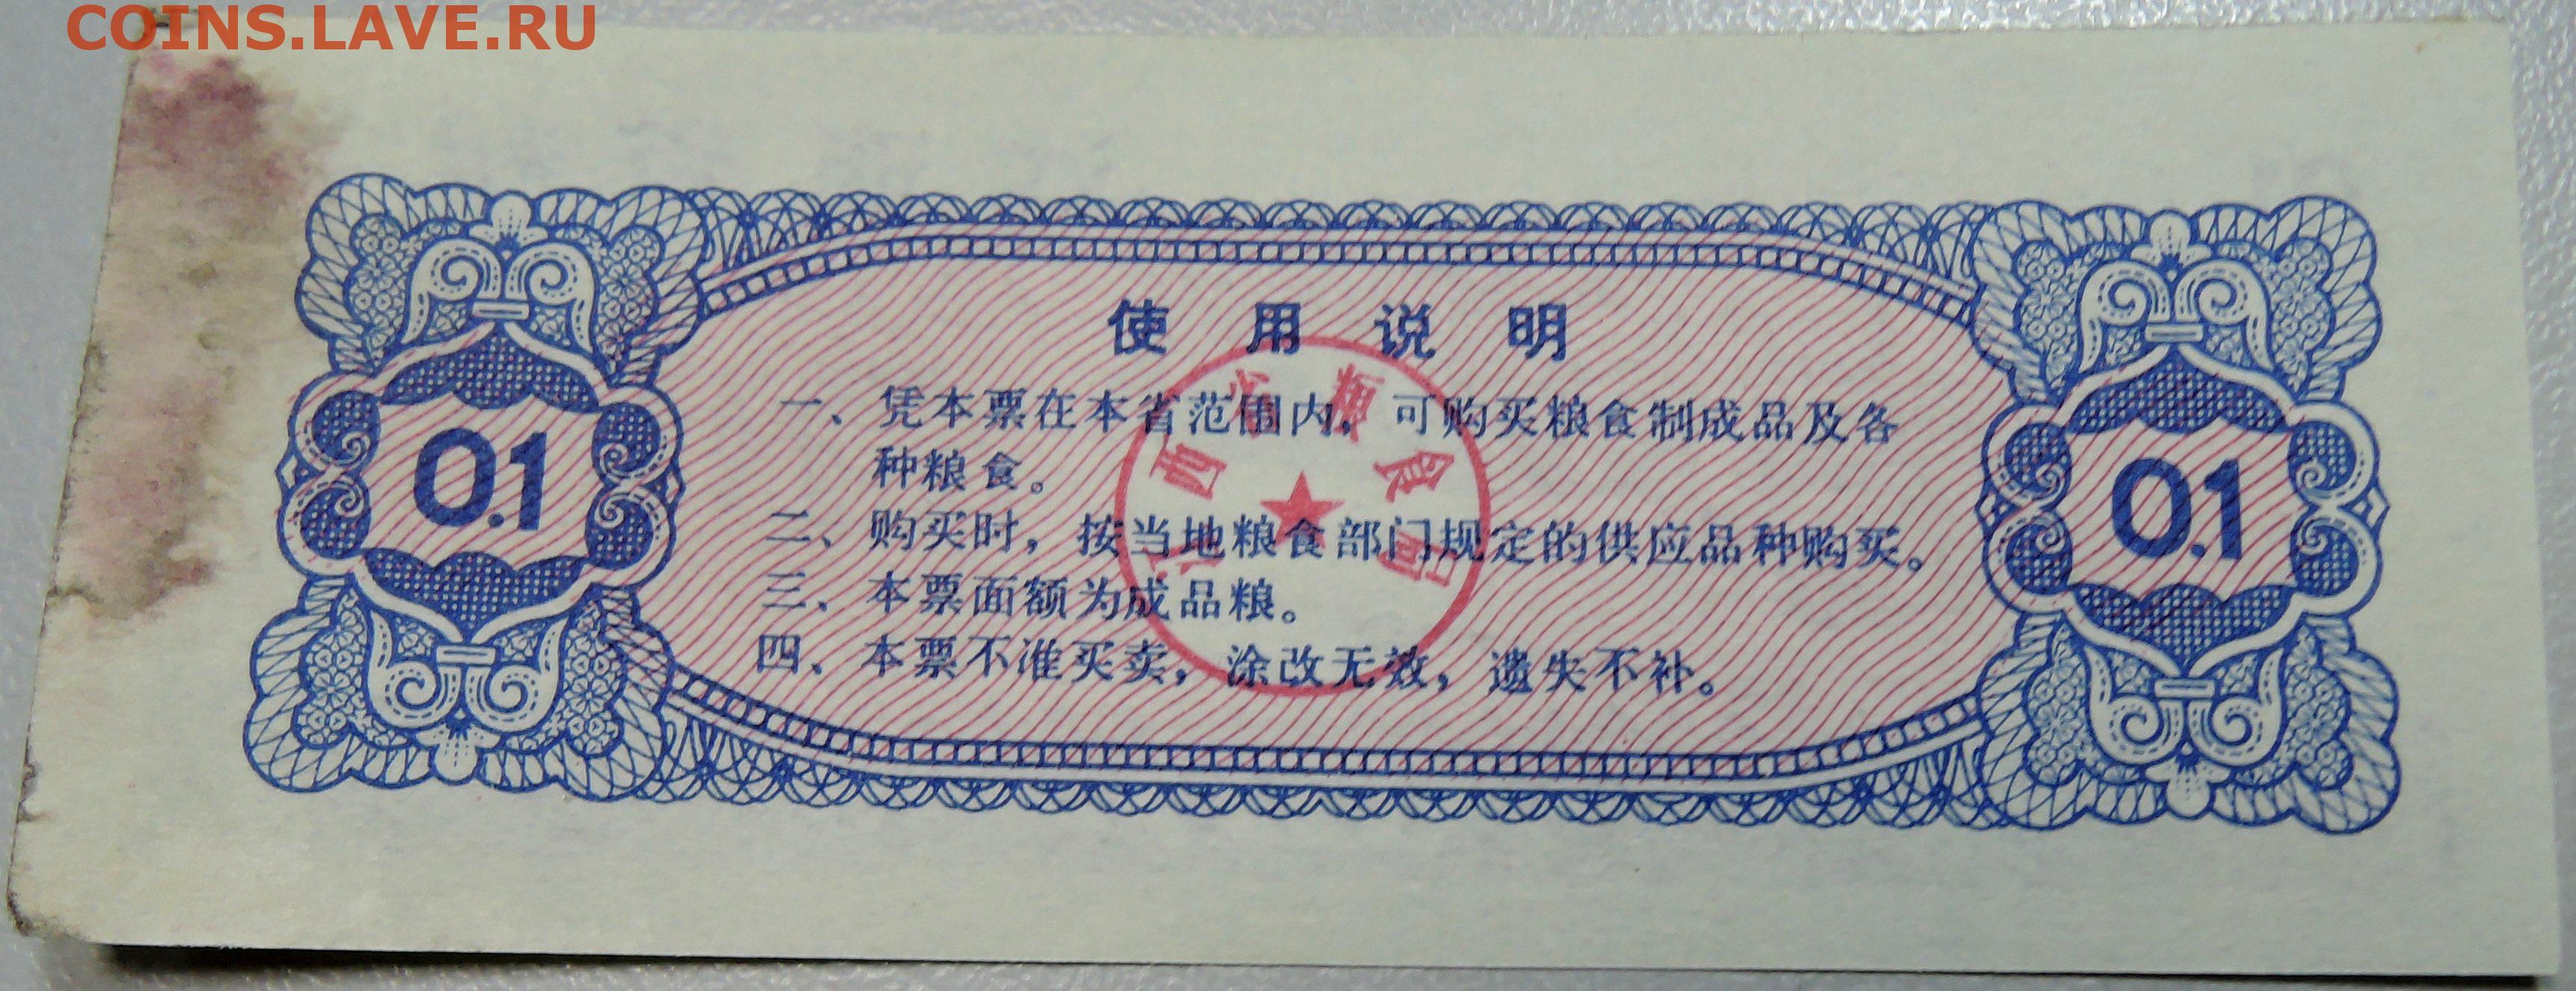 COINS.LAVE.RU
使用说明
一、凭本票在本省范围内，可购买粮食制成品及各
种粮食。
二、购买时，按当地粮食部门规定的供应品种购买。
三、本票面额为成品粮。
四、本票不准买卖，涂改无效，遗失不补。
0.1
0.1
西省粮食